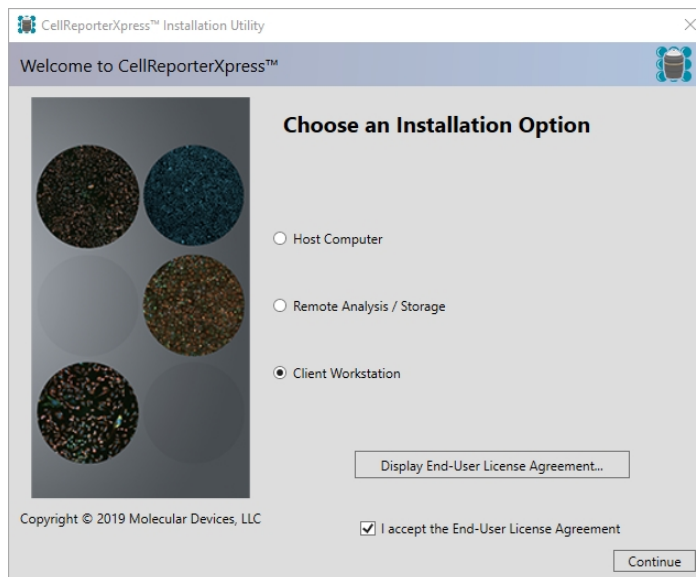 CellReporterXpress™ Installation Utility
Welcome to CellReporterXpress™
Choose an Installation Option
Host Computer
Remote Analysis / Storage
Client Workstation
Display End-User License Agreement...
Copyright © 2019 Molecular Devices, LLC
I accept the End-User License Agreement
Continue